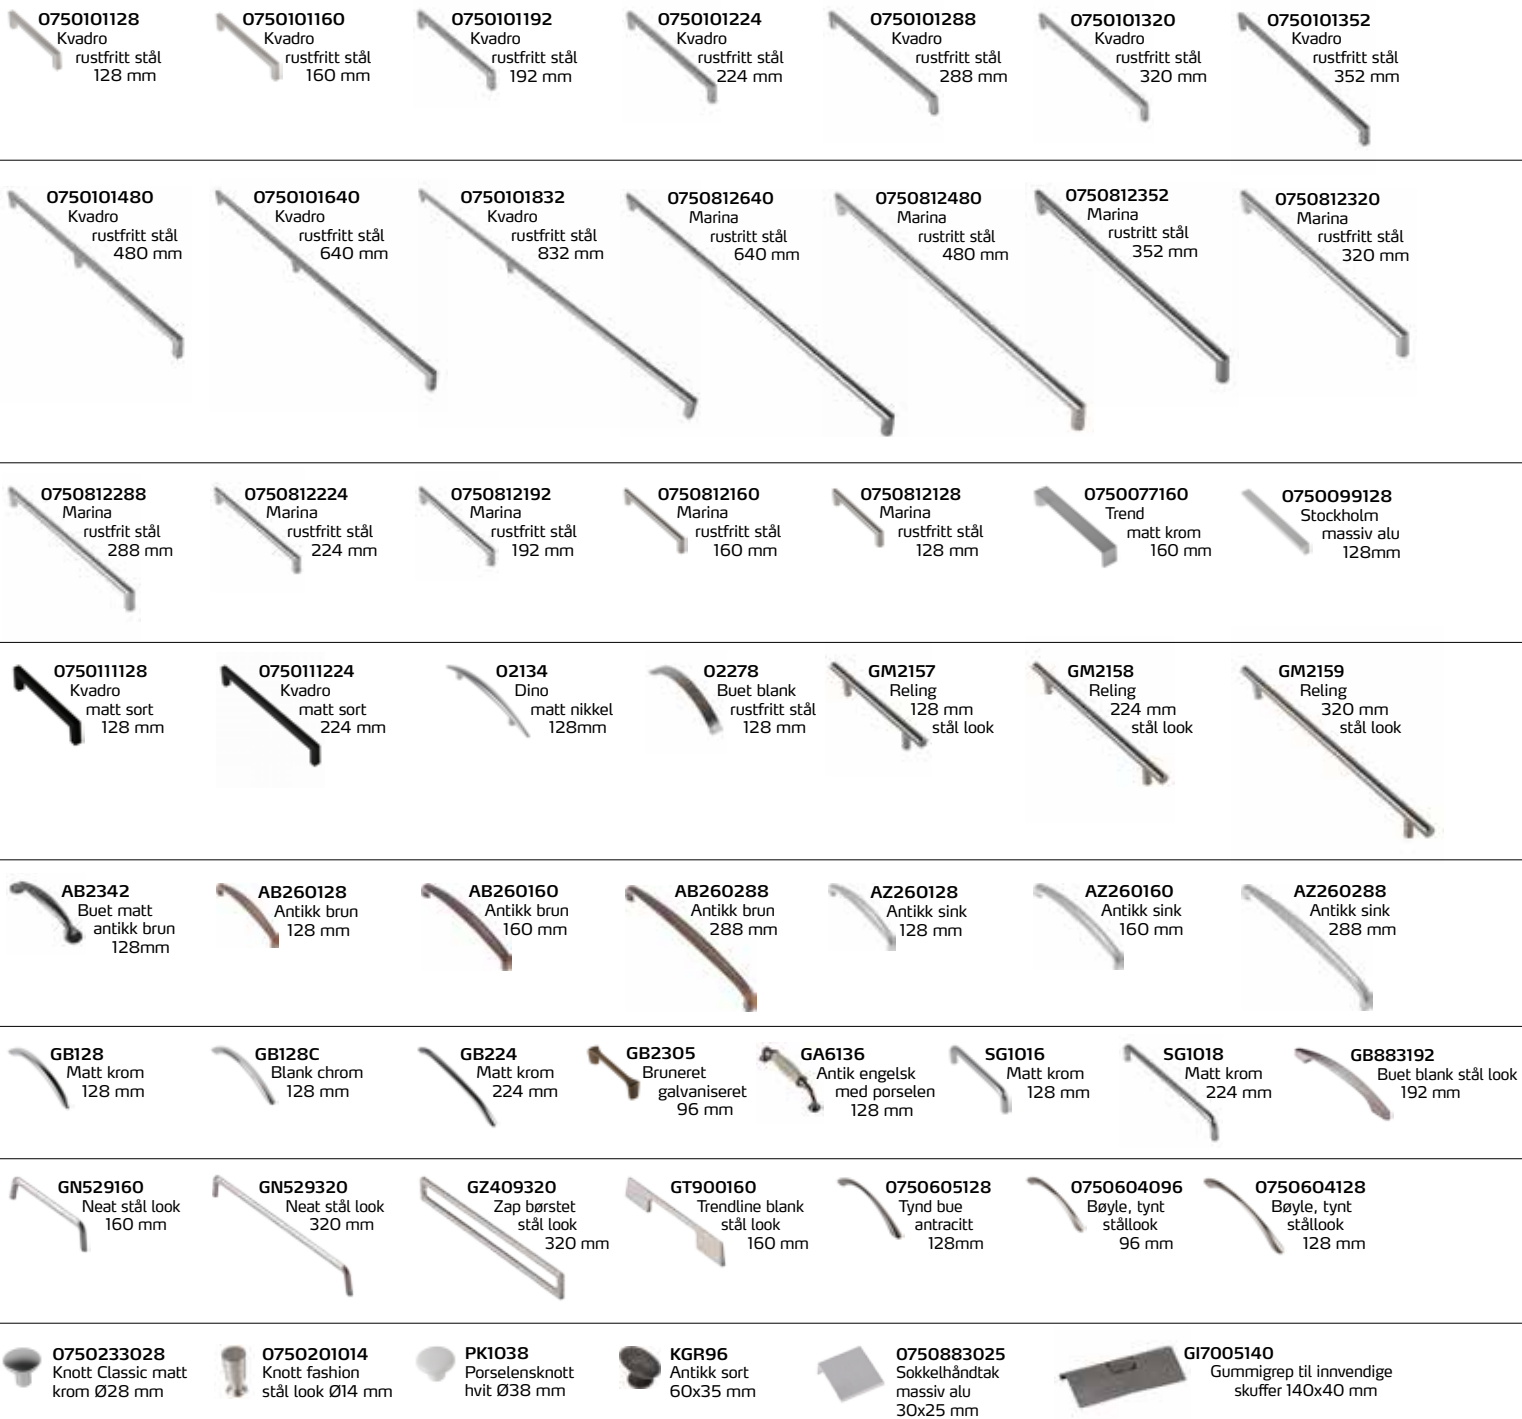 0750101128
Kvadro
rustfritt stål
128 mm
0750101160
Kvadro
rustfritt stål
160 mm
0750101192
Kvadro
rustfritt stål
192 mm
0750101224
Kvadro
rustfritt stål
224 mm
0750101288
Kvadro
rustfritt stål
288 mm
0750101320
Kvadro
rustfritt stål
320 mm
0750101352
Kvadro
rustfritt stål
352 mm
0750101480
Kvadro
rustfritt stål
480 mm
0750101640
Kvadro
rustfritt stål
640 mm
0750101832
Kvadro
rustfritt stål
832 mm
0750812640
Marina
rustritt stål
640 mm
0750812480
Marina
rustritt stål
480 mm
0750812352
Marina
rustritt stål
352 mm
0750812320
Marina
rustfritt stål
320 mm
0750812288
Marina
rustfrit stål
288 mm
0750812224
Marina
rustfritt stål
224 mm
0750812192
Marina
rustfritt stål
192 mm
0750812160
Marina
rustfritt stål
160 mm
0750812128
Marina
rustfritt stål
128 mm
0750077160
Trend
matt krom
160 mm
0750099128
Stockholm
massiv alu
128mm
0750111128
Kvadro
matt sort
128 mm
0750111224
Kvadro
matt sort
224 mm
02134
Dino
matt nikkel
128mm
02278
Buet blank
rustfritt stål
128 mm
GM2157
Reling
128 mm
stål look
GM2158
Reling
224 mm
stål look
GM2159
Reling
320 mm
stål look
AB2342
Buet matt
antikk brun
128mm
AB260128
Antikk brun
128 mm
AB260160
Antikk brun
160 mm
AB260288
Antikk brun
288 mm
AZ260128
Antikk sink
128 mm
AZ260160
Antikk sink
160 mm
AZ260288
Antikk sink
288 mm
GB128
Matt krom
128 mm
GB128C
Blank chrom
128 mm
GB224
Matt krom
224 mm
GB2305
Bruneret
galvaniseret
96 mm
GA6136
Antik engelsk
med porselen
128 mm
SG1016
Matt krom
128 mm
SG1018
Matt krom
224 mm
GB883192
Buet blank stål look
192 mm
GN529160
Neat stål look
160 mm
GN529320
Neat stål look
320 mm
GZ409320
Zap børstet
stål look
320 mm
GT900160
Trendline blank
stål look
160 mm
0750605128
Tynd bue
antracitt
128mm
0750604096
Bøyle, tynt
stållook
96 mm
0750604128
Bøyle, tynt
stållook
128 mm
0750233028
Knott Classic matt
krom Ø28 mm
0750201014
Knott fashion
stål look Ø14 mm
PK1038
Porselensknott
hvit Ø38 mm
KGR96
Antikk sort
60x35 mm
0750883025
Sokkelhåndtak
massiv alu
30x25 mm
GI7005140
Gummigrep til innvendige
skuffer 140x40 mm